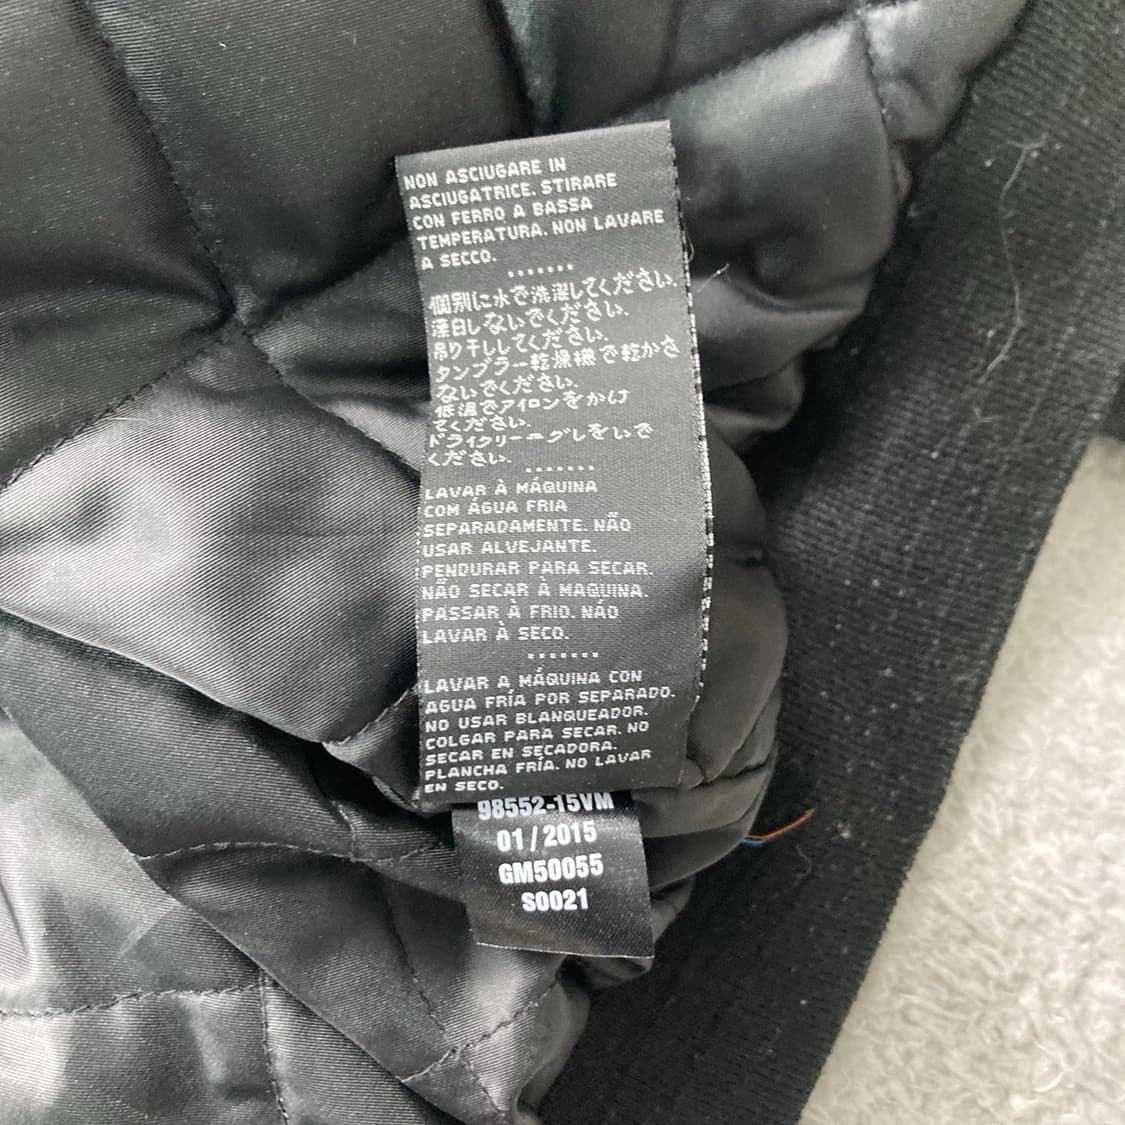 NON ASCIUGARE IN
ASCIUGATRICE. STIRARE
CON FERRO A BASSA
TEMPERATURA. NON LAVARE
A SECCO.
.......
個別に水で洗濯してください.
漂白しないでください.
吊り干ししてください.
タンブラー乾燥機で乾かさ
ないでください.
低温でアイロンをかけ
てください.
ドライクリーニグしをいで
ください.
.......
LAVAR À MÁQUINA
COM ÁGUA FRIA
SEPARADAMENTE. NÃO
USAR ALVEJANTE.
PENDURAR PARA SECAR.
NÃO SECAR À MAQUINA.
PASSAR À FRIO. NÁO
LAVAR À SECO.
.......
LAVAR A MÁQUINA CON
AGUA FRÍA POR SEPARADO.
NO USAR BLANQUEADOR.
COLGAR PARA SECAR. NO
SECAR EN SECADORA.
PLANCHA FRÍA. NO LAVAR
EN SECO.
98552-15VM
01/2015
GM50055
S0021